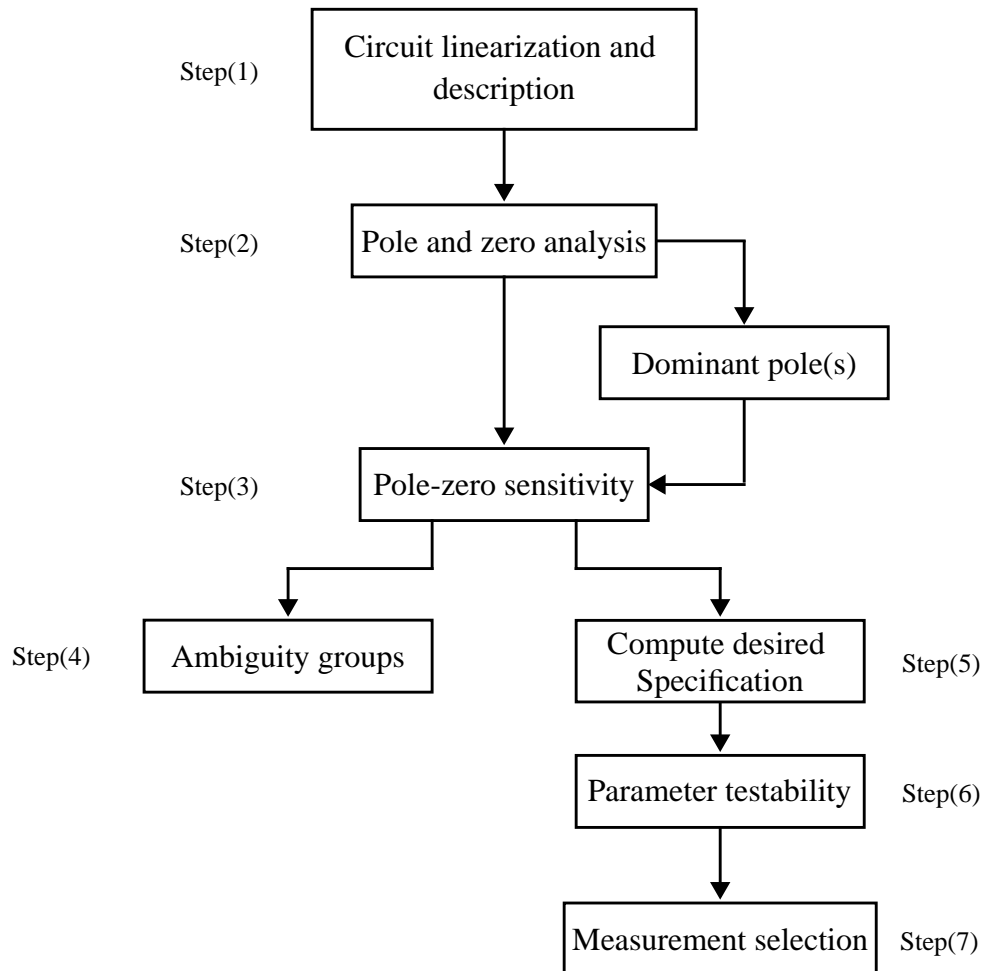 Circuit linearization and
description
Step(1)
Step(2)
Pole and zero analysis
Dominant pole(s)
Step(3)
Pole-zero sensitivity
Step(4)
Ambiguity groups
Compute desired
Specification
Step(5)
Parameter testability
Step(6)
Measurement selection
Step(7)